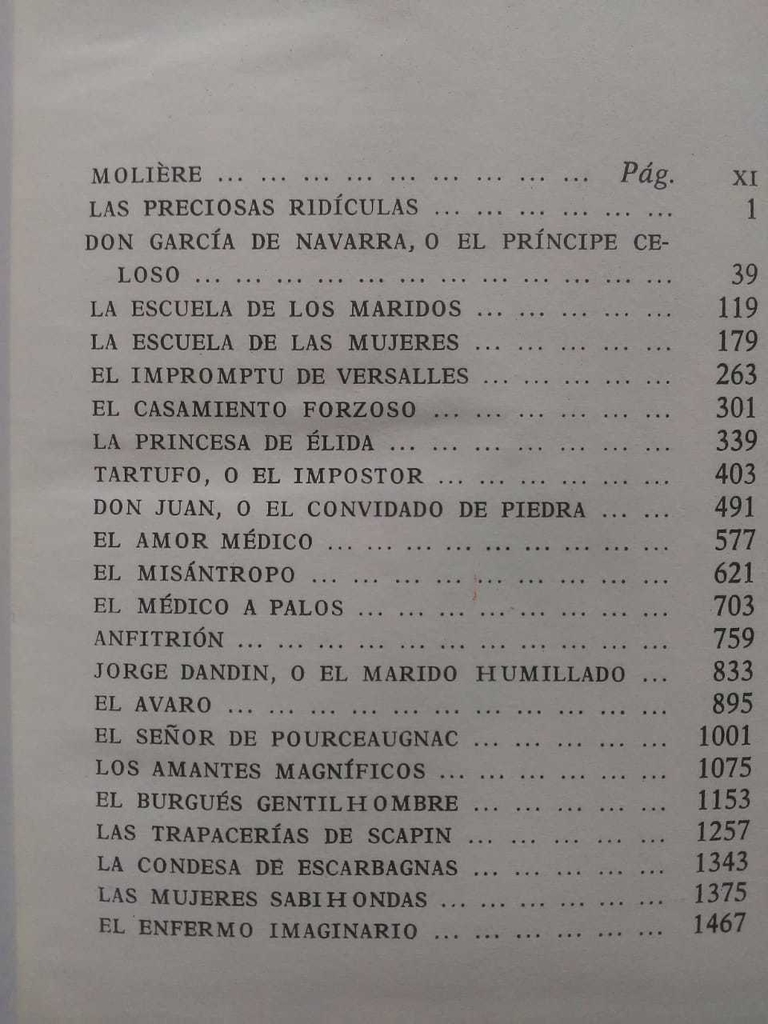 MOLIÈRE ... ... ... ... ... ... ... ... ... Pág. XI
LAS PRECIOSAS RIDÍCULAS ... ... ... ... ... ... 1
DON GARCÍA DE NAVARRA, O EL PRÍNCIPE CE-
LOSO ... ... ... ... ... ... ... ... ... ... ... ... 39
LA ESCUELA DE LOS MARIDOS ... ... ... ... ... 119
LA ESCUELA DE LAS MUJERES ... ... ... ... ... 179
EL IMPROMPTU DE VERSALLES ... ... ... ... ... 263
EL CASAMIENTO FORZOSO ... ... ... ... ... ... 301
LA PRINCESA DE ÉLIDA ... ... ... ... ... ... ... 339
TARTUFO, O EL IMPOSTOR ... ... ... ... ... ... 403
DON JUAN, O EL CONVIDADO DE PIEDRA ... ... 491
EL AMOR MÉDICO ... ... ... ... ... ... ... ... ... 577
EL MISÁNTROPO ... ... ... ... ... ... ... ... ... 621
EL MÉDICO A PALOS ... ... ... ... ... ... ... ... 703
ANFITRIÓN ... ... ... ... ... ... ... ... ... ... ... 759
JORGE DANDIN, O EL MARIDO HUMILLADO ... 833
EL AVARO ... ... ... ... ... ... ... ... ... ... ... 895
EL SEÑOR DE POURCEAUGNAC ... ... ... ... ... 1001
LOS AMANTES MAGNÍFICOS ... ... ... ... ... ... 1075
EL BURGUÉS GENTILHOMBRE ... ... ... ... ... 1153
LAS TRAPACERÍAS DE SCAPIN ... ... ... ... ... 1257
LA CONDESA DE ESCARBAGNAS ... ... ... ... ... 1343
LAS MUJERES SABIHONDAS ... ... ... ... ... ... 1375
EL ENFERMO IMAGINARIO ... ... ... ... ... ... 1467